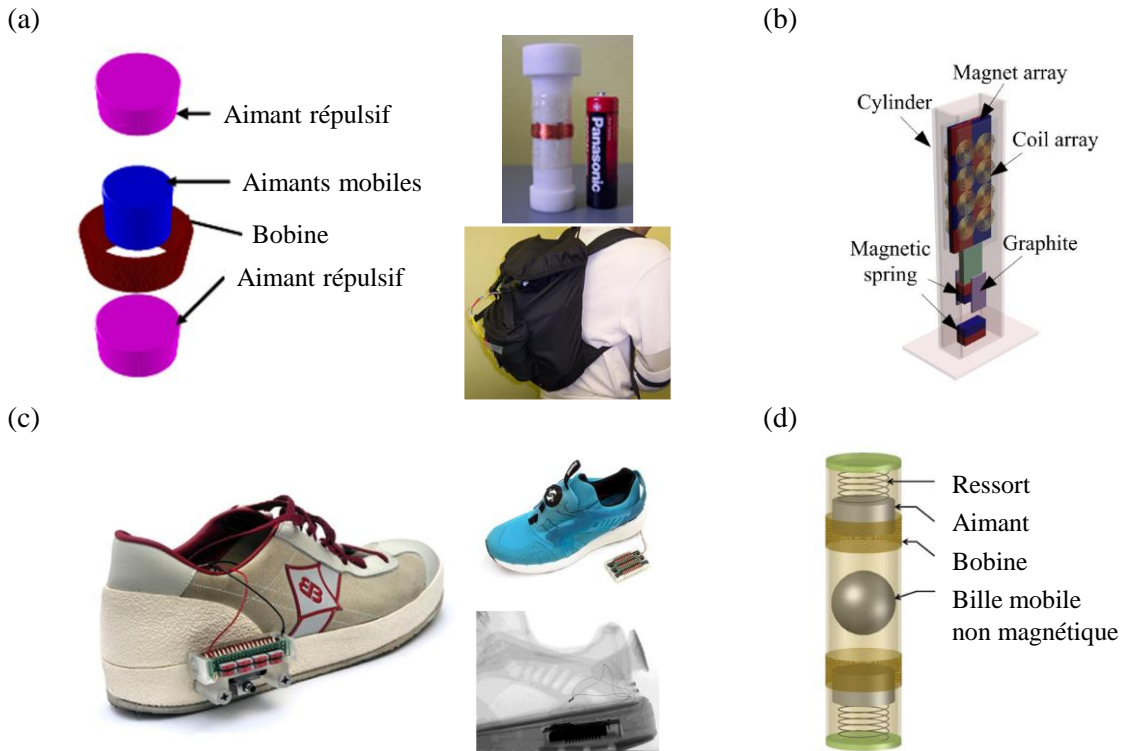 (a)
Aimant répulsif
Aimants mobiles
Bobine
Aimant répulsif
Panasonic
(b)
Magnet array
Cylinder
Coil array
Magnetic
spring
Graphite
(c)
(d)
Ressort
Aimant
Bobine
Bille mobile
non magnétique